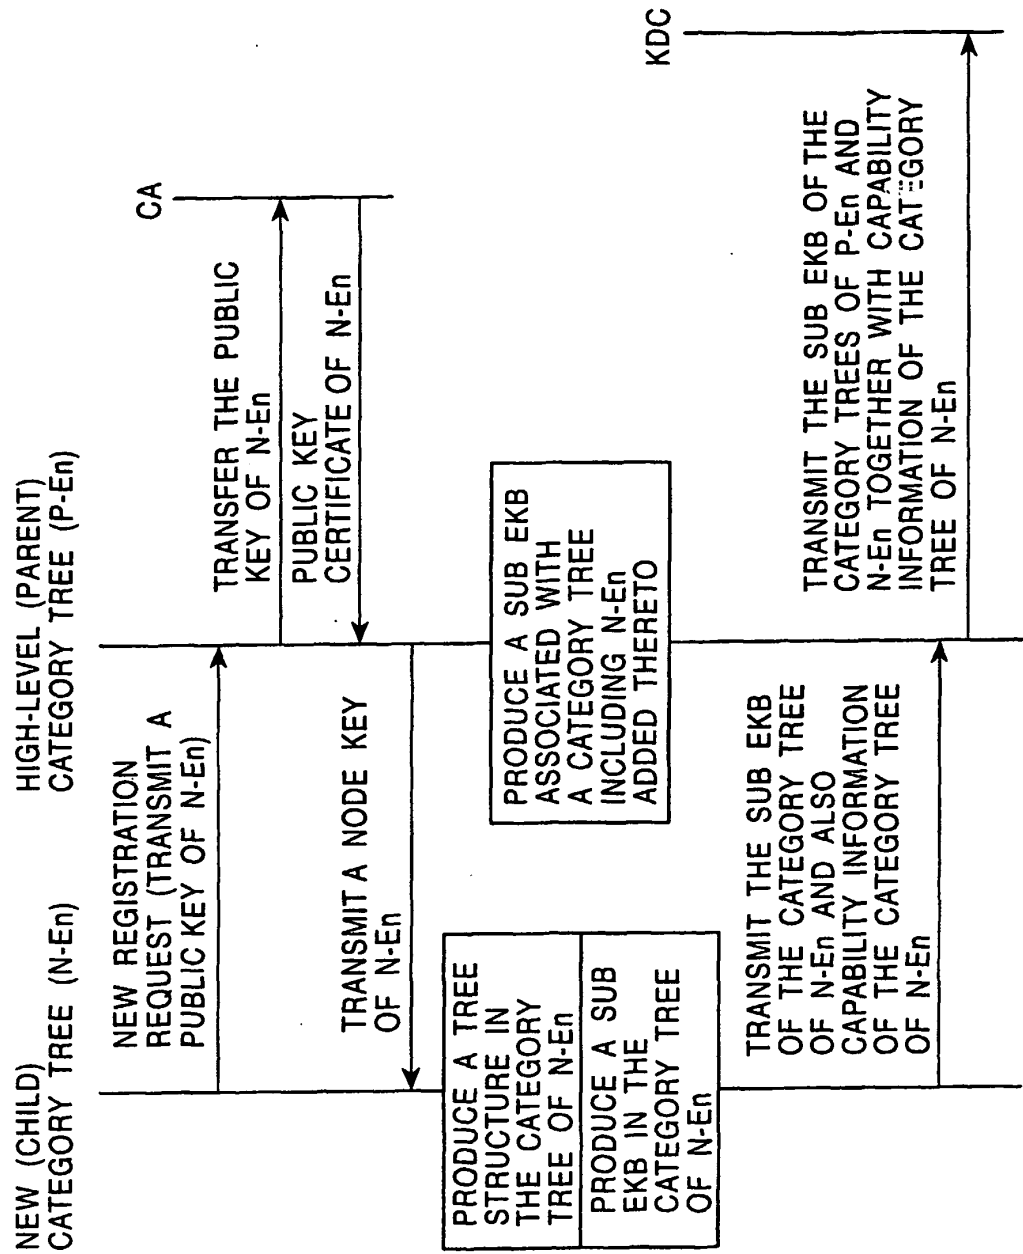 NEW (CHILD)
CATEGORY TREE (N-En)
HIGH-LEVEL (PARENT)
CATEGORY TREE (P-En)
CA
KDC
NEW REGISTRATION
REQUEST (TRANSMIT A
PUBLIC KEY OF N-En)
TRANSFER THE PUBLIC
KEY OF N-En
PUBLIC KEY
CERTIFICATE OF N-En
TRANSMIT A NODE KEY
OF N-En
PRODUCE A TREE
STRUCTURE IN
THE CATEGORY
TREE OF N-En
PRODUCE A SUB
EKB IN THE
CATEGORY TREE
OF N-En
PRODUCE A SUB EKB
ASSOCIATED WITH
A CATEGORY TREE
INCLUDING N-En
ADDED THERETO
TRANSMIT THE SUB EKB
OF THE CATEGORY TREE
OF N-En AND ALSO
CAPABILITY INFORMATION
OF THE CATEGORY TREE
OF N-En
TRANSMIT THE SUB EKB OF THE
CATEGORY TREES OF P-En AND
N-En TOGETHER WITH CAPABILITY
INFORMATION OF THE CATEGORY
TREE OF N-En